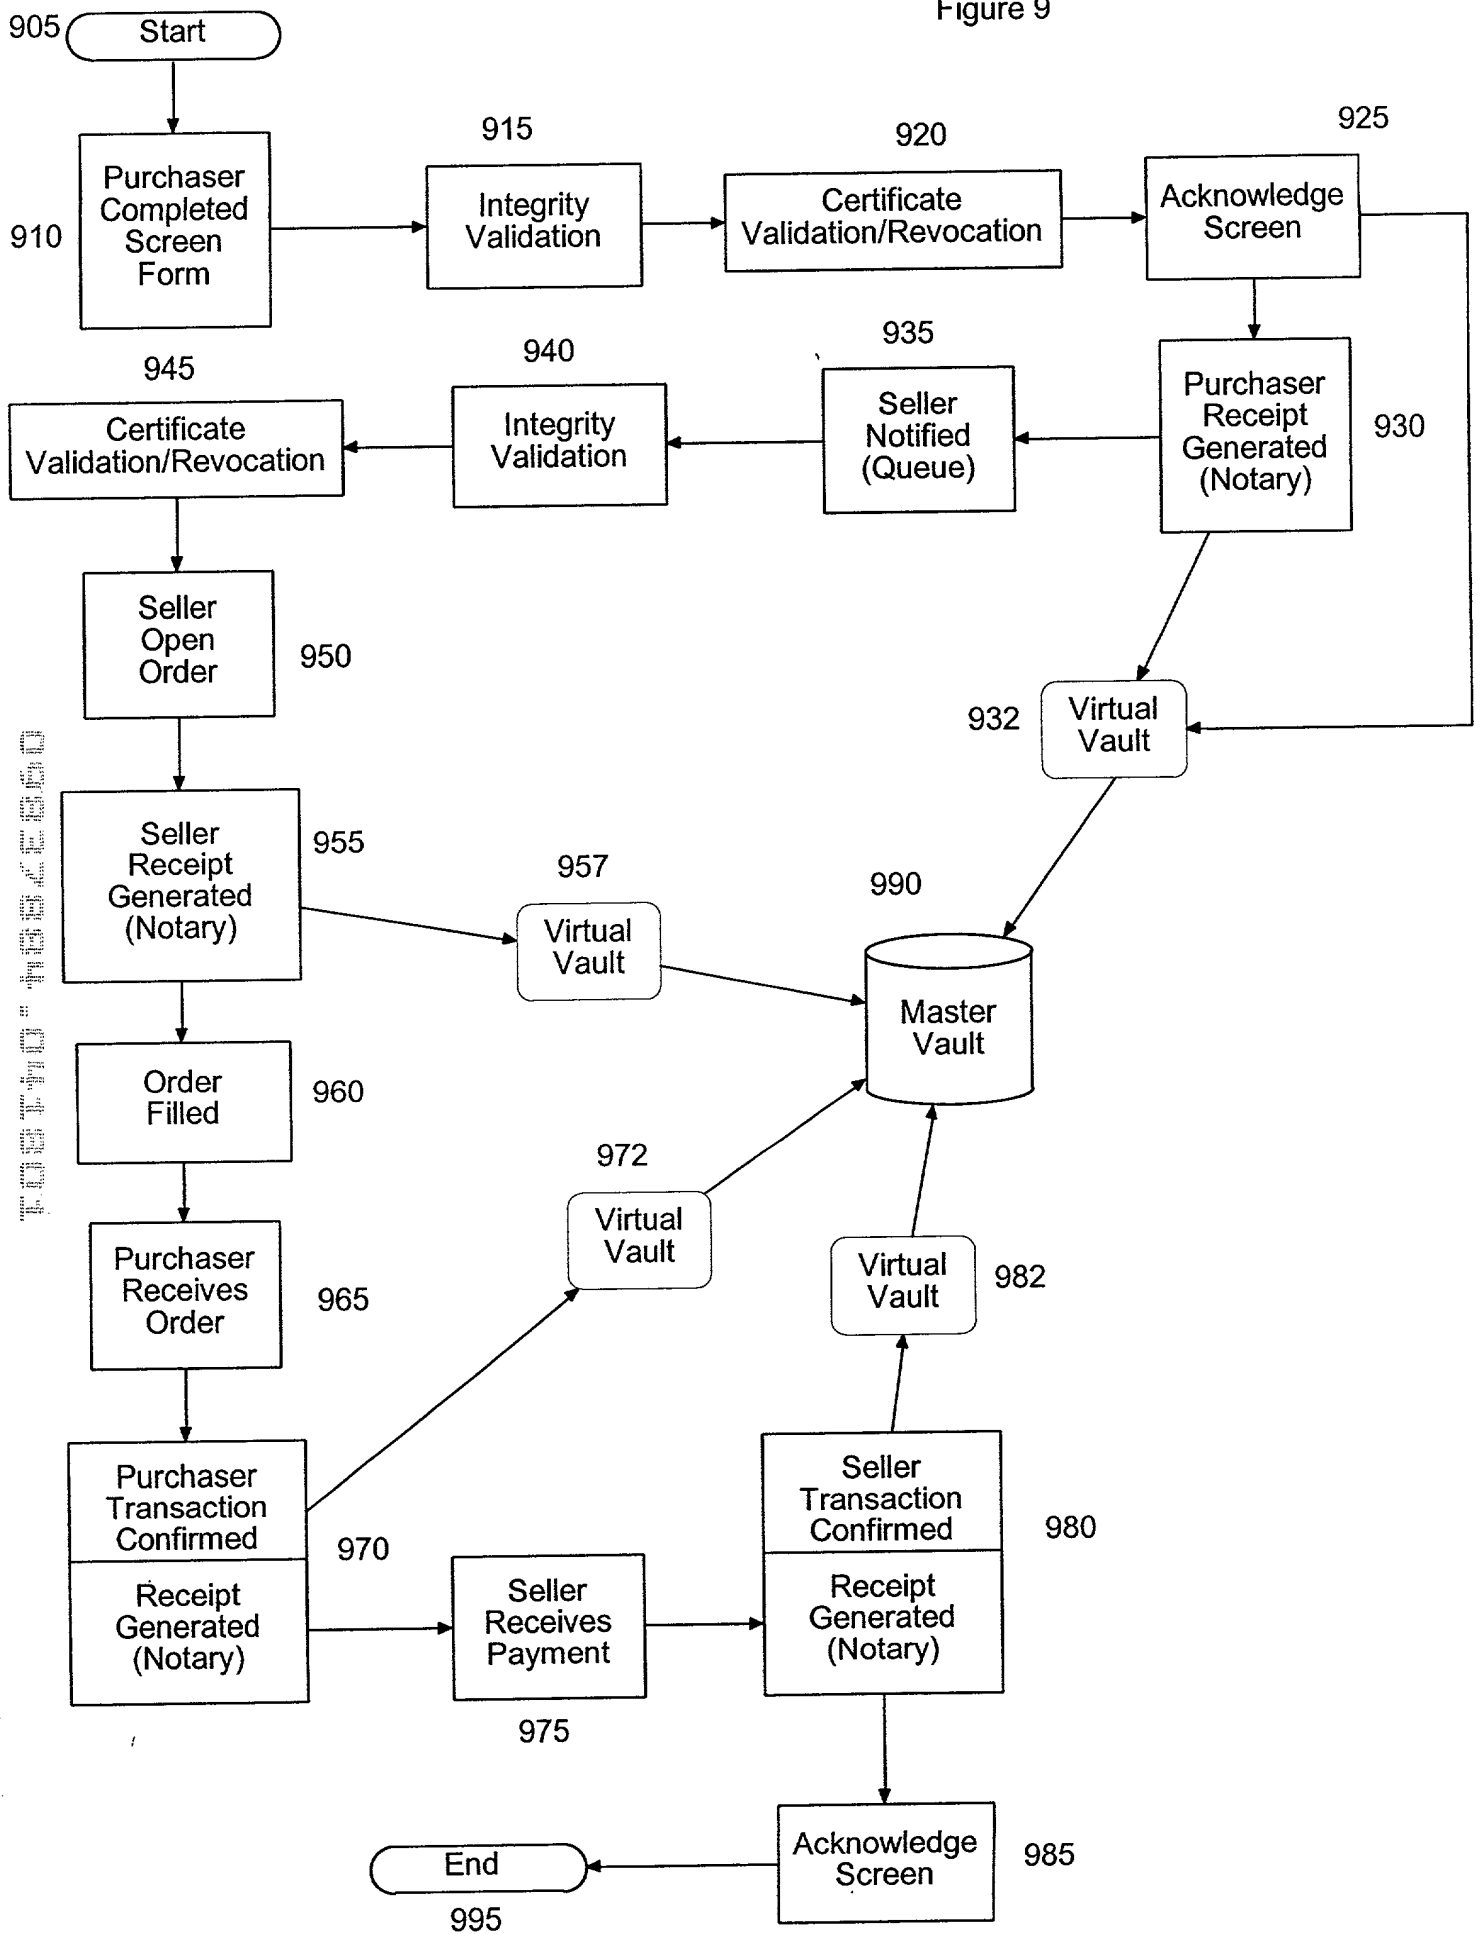 Figure 9
905
Start
915
920
925
910
Purchaser
Completed
Screen
Form
Integrity
Validation
Certificate
Validation/Revocation
Acknowledge
Screen
945
940
935
930
Certificate
Validation/Revocation
Integrity
Validation
Seller
Notified
(Queue)
Purchaser
Receipt
Generated
(Notary)
Seller
Open
Order
950
932
Virtual
Vault
Seller
Receipt
Generated
(Notary)
955
957
Virtual
Vault
990
Master
Vault
Order
Filled
960
972
Virtual
Vault
Virtual
Vault
982
Purchaser
Receives
Order
965
Purchaser
Transaction
Confirmed
Receipt
Generated
(Notary)
970
Seller
Receives
Payment
975
Seller
Transaction
Confirmed
Receipt
Generated
(Notary)
980
Acknowledge
Screen
985
End
995